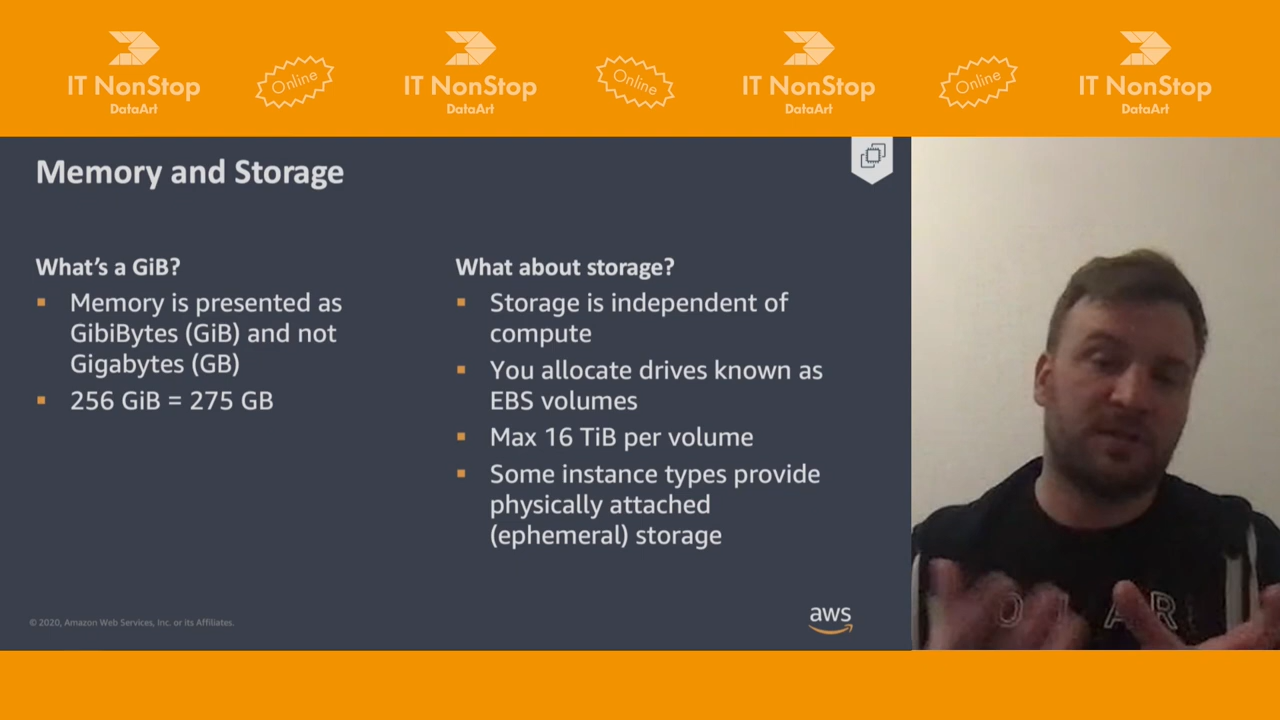 IT NonStop
DataArt
Online
IT NonStop
DataArt
Online
IT NonStop
DataArt
Online
IT NonStop
DataArt
Memory and Storage
What's a GiB?
▪ Memory is presented as
GibiBytes (GiB) and not
Gigabytes (GB)
▪ 256 GiB = 275 GB
What about storage?
▪ Storage is independent of
compute
▪ You allocate drives known as
EBS volumes
▪ Max 16 TiB per volume
▪ Some instance types provide
physically attached
(ephemeral) storage
© 2020, Amazon Web Services, Inc. or its Affiliates.
aws